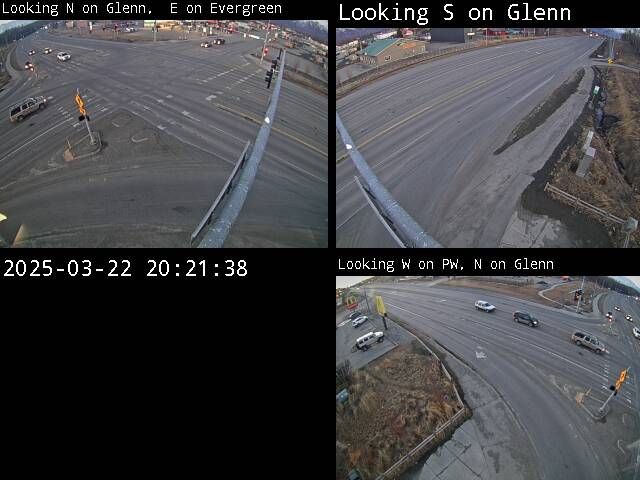 Looking N on Glenn,  E on Evergreen
Looking S on Glenn
2025-03-22 20:21:38
Looking W on PW, N on Glenn